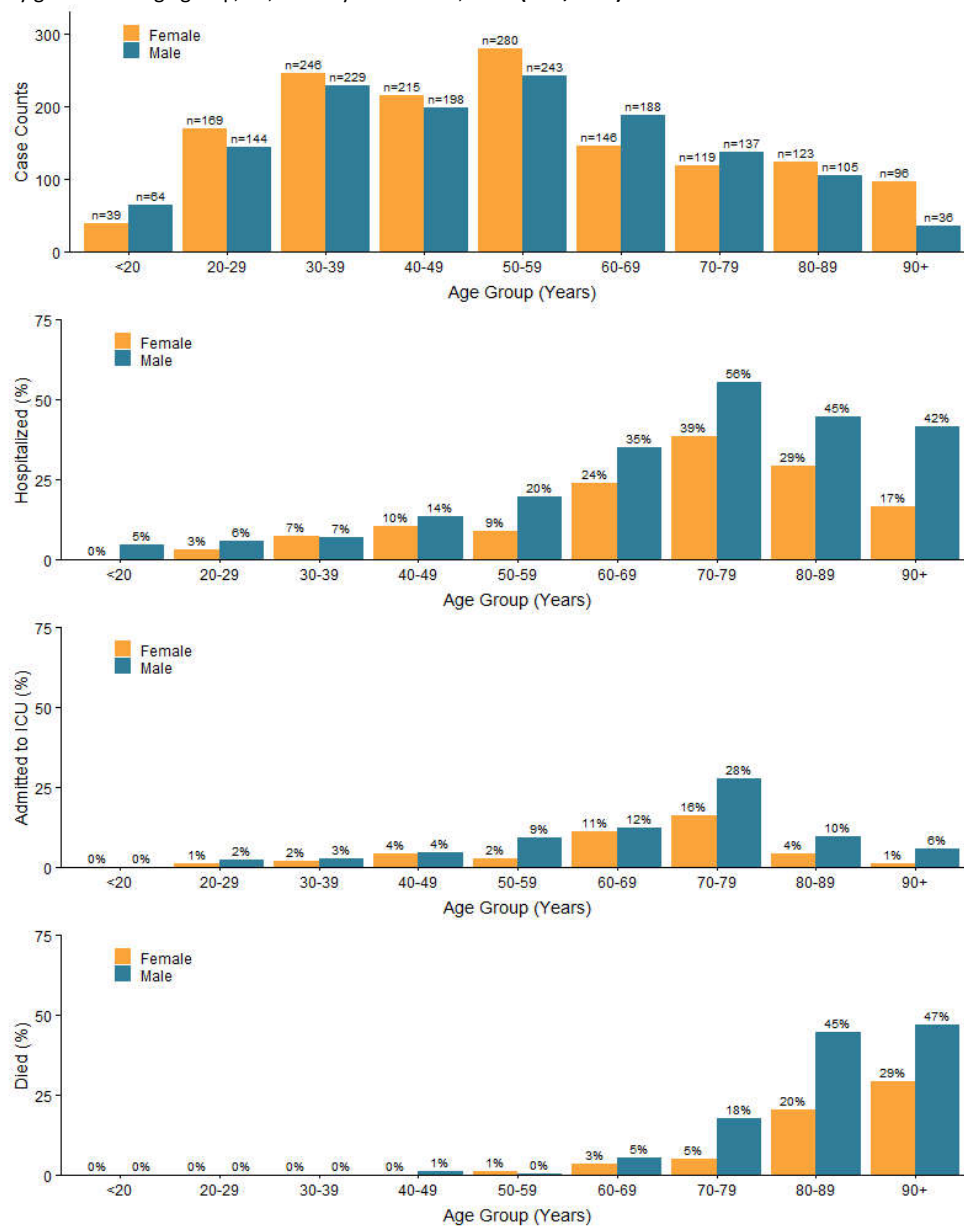 gender and age group,
Female
Male
300
200
100
0
Case Counts
n=39 n=64 n=169 n=144 n=246 n=229 n=215 n=198 n=280 n=243 n=146 n=188 n=119 n=137 n=123 n=105 n=96 n=36
<20 20-29 30-39 40-49 50-59 60-69 70-79 80-89 90+
Age Group (Years)
Female
Male
75
50
25
0
Hospitalized (%)
0% 5% 3% 6% 7% 7% 10% 14% 9% 20% 24% 35% 39% 56% 29% 45% 17% 42%
<20 20-29 30-39 40-49 50-59 60-69 70-79 80-89 90+
Age Group (Years)
Female
Male
75
50
25
0
Admitted to ICU (%)
0% 0% 1% 2% 2% 3% 4% 4% 2% 9% 11% 12% 16% 28% 4% 10% 1% 6%
<20 20-29 30-39 40-49 50-59 60-69 70-79 80-89 90+
Age Group (Years)
Female
Male
75
50
25
0
Died (%)
0% 0% 0% 0% 0% 0% 0% 1% 1% 0% 3% 5% 5% 18% 20% 45% 29% 47%
<20 20-29 30-39 40-49 50-59 60-69 70-79 80-89 90+
Age Group (Years)